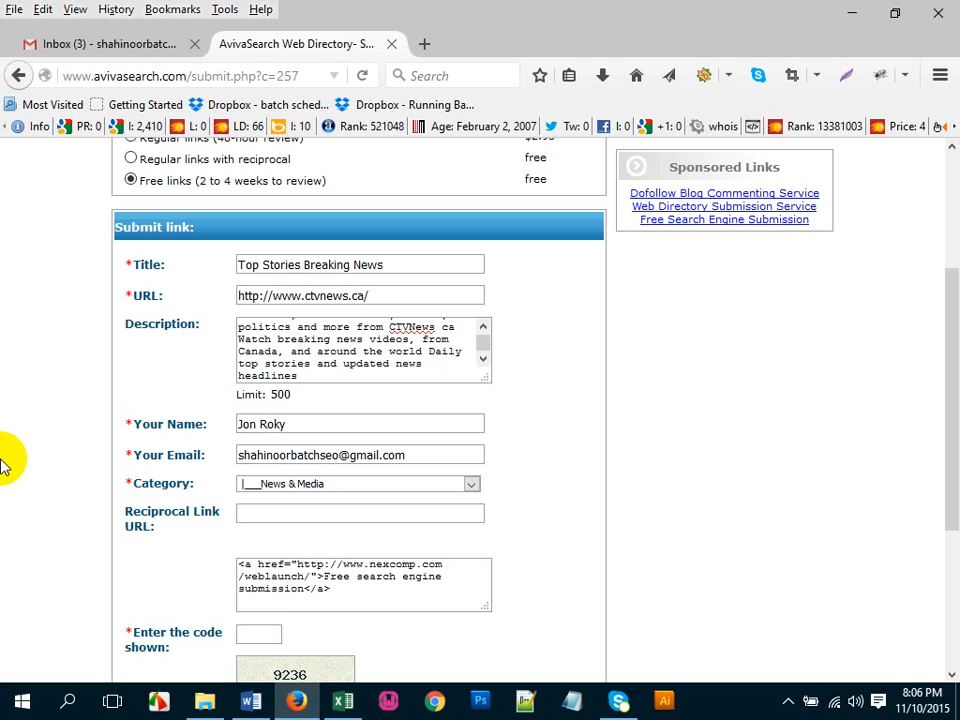 File Edit View History Bookmarks Tools Help
Inbox (3) - shahinoorbatc...
AvivaSearch Web Directory- S...
www.avivasearch.com/submit.php?c=257
Search
Most Visited Getting Started Dropbox - batch sched... Dropbox - Running Ba...
Info PR: 0 I: 2,410 L: 0 LD: 66 I: 10 Rank: 521048 Age: February 2, 2007 Tw: 0 I: 0 +1: 0 whois Rank: 13381003 Price: 4
Regular links with reciprocal free
Free links (2 to 4 weeks to review) free
Sponsored Links
Dofollow Blog Commenting Service
Web Directory Submission Service
Free Search Engine Submission
Submit link:
*Title: Top Stories Breaking News
*URL: http://www.ctvnews.ca/
Description:
politics and more from CTVNews ca
Watch breaking news videos, from
Canada, and around the world Daily
top stories and updated news
headlines
Limit: 500
*Your Name: Jon Roky
*Your Email: shahinoorbatchseo@gmail.com
*Category: |___News & Media
Reciprocal Link
URL:
<a href="http://www.nexcomp.com
/weblaunch/">Free search engine
submission</a>
*Enter the code
shown:
9236
8:06 PM
11/10/2015